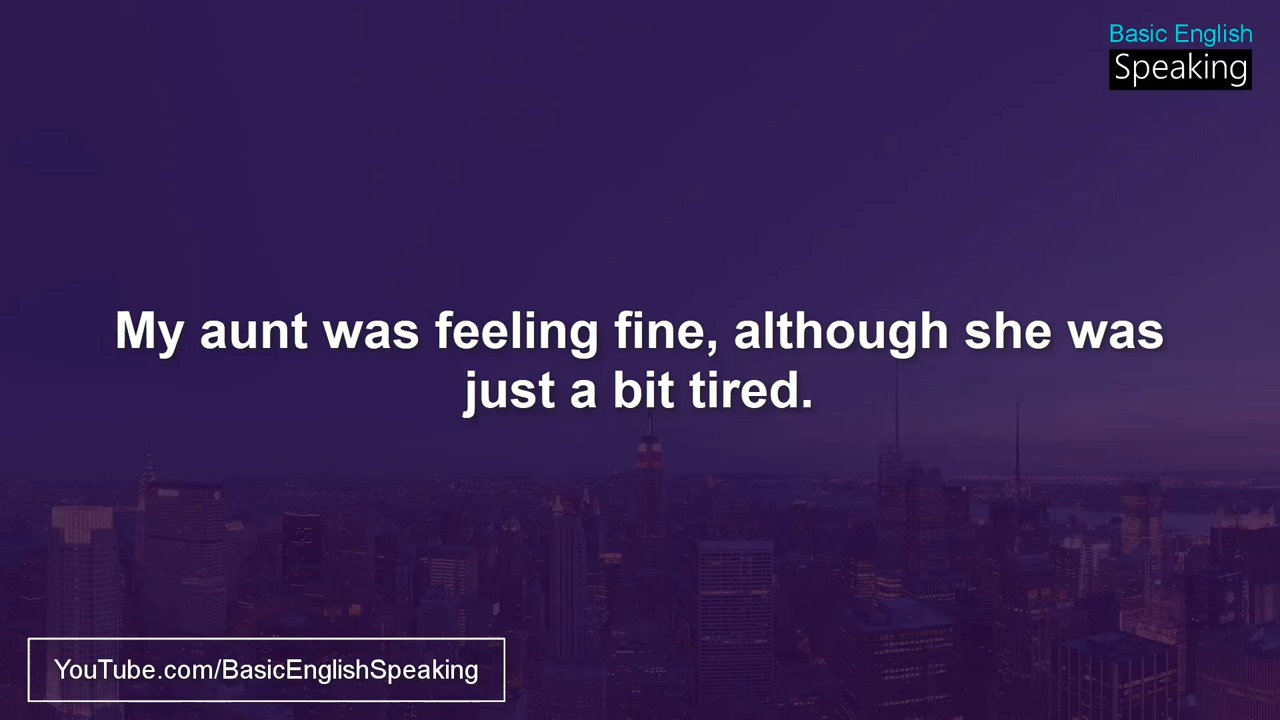 Basic English
Speaking
My aunt was feeling fine, although she was
just a bit tired.
YouTube.com/BasicEnglishSpeaking